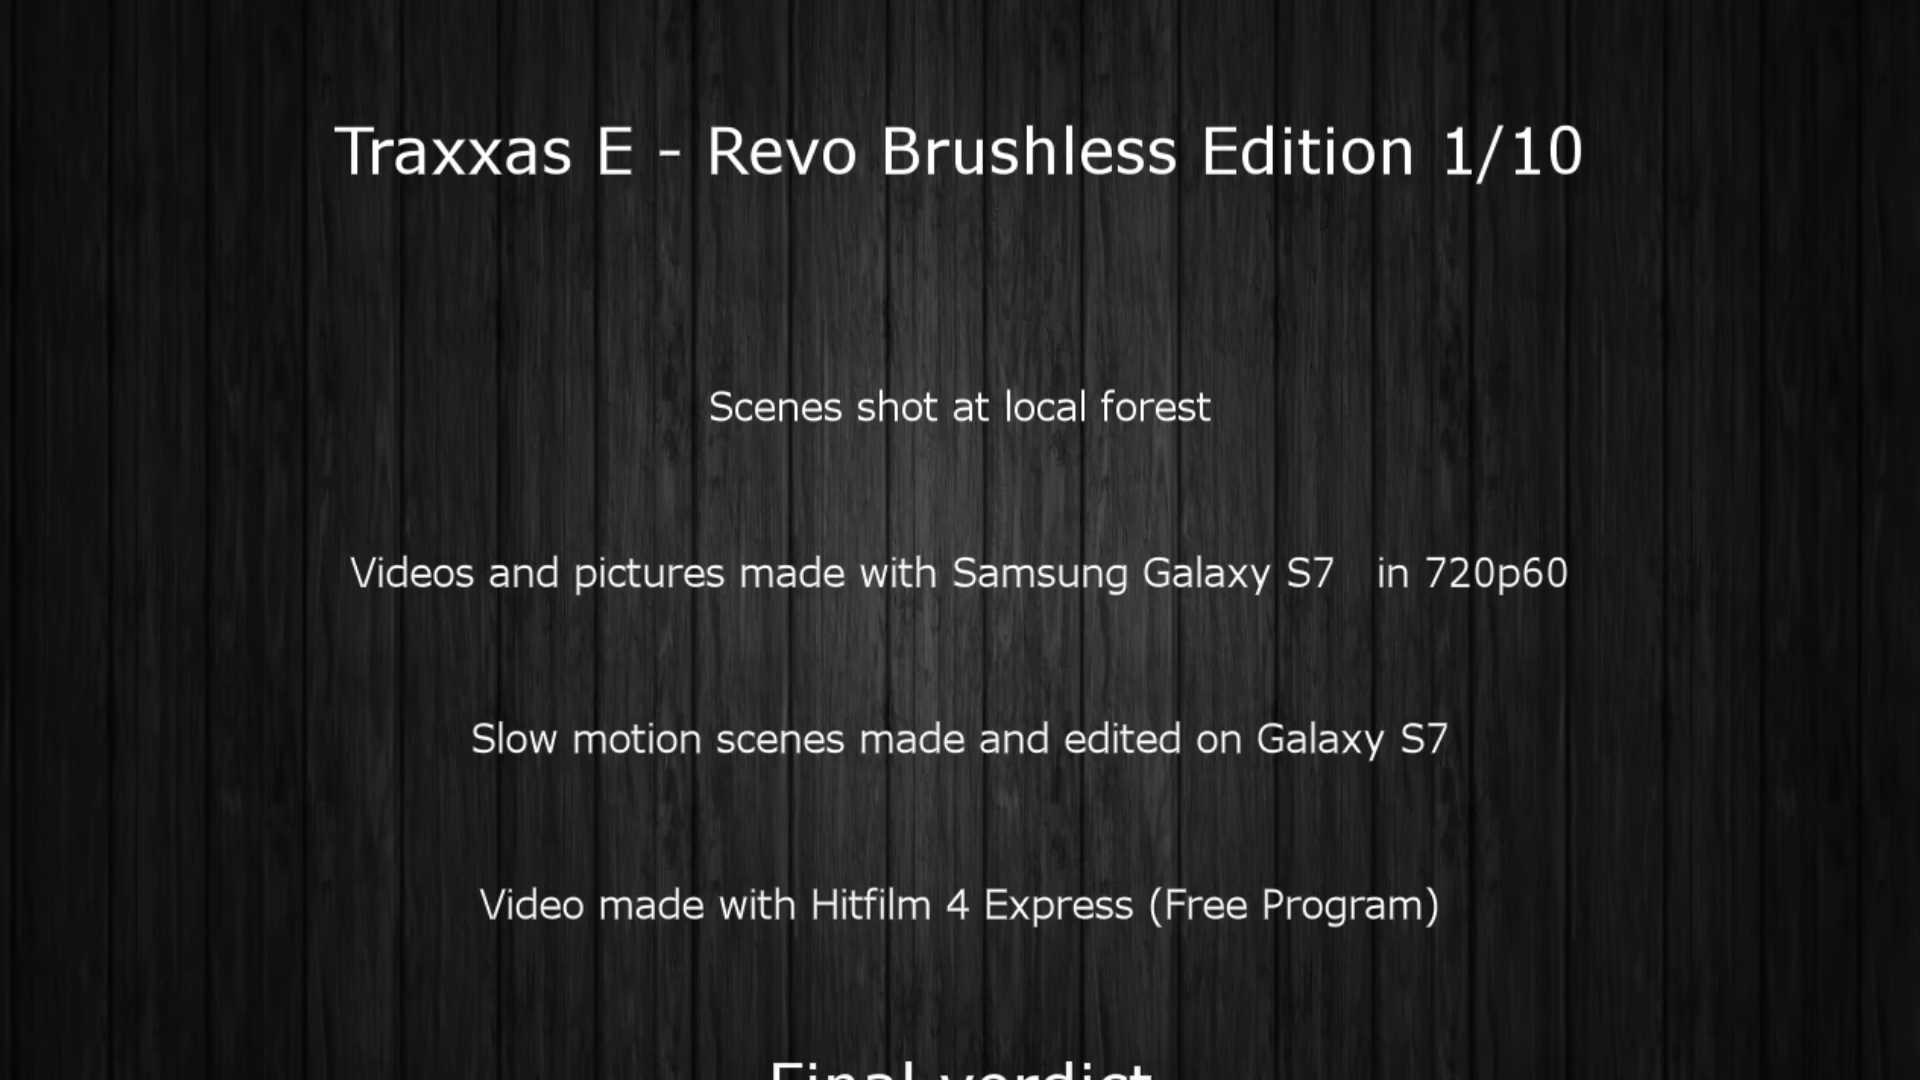 Traxxas E - Revo Brushless Edition 1/10
Scenes shot at local forest
Videos and pictures made with Samsung Galaxy S7   in 720p60
Slow motion scenes made and edited on Galaxy S7
Video made with Hitfilm 4 Express (Free Program)
Final verdict